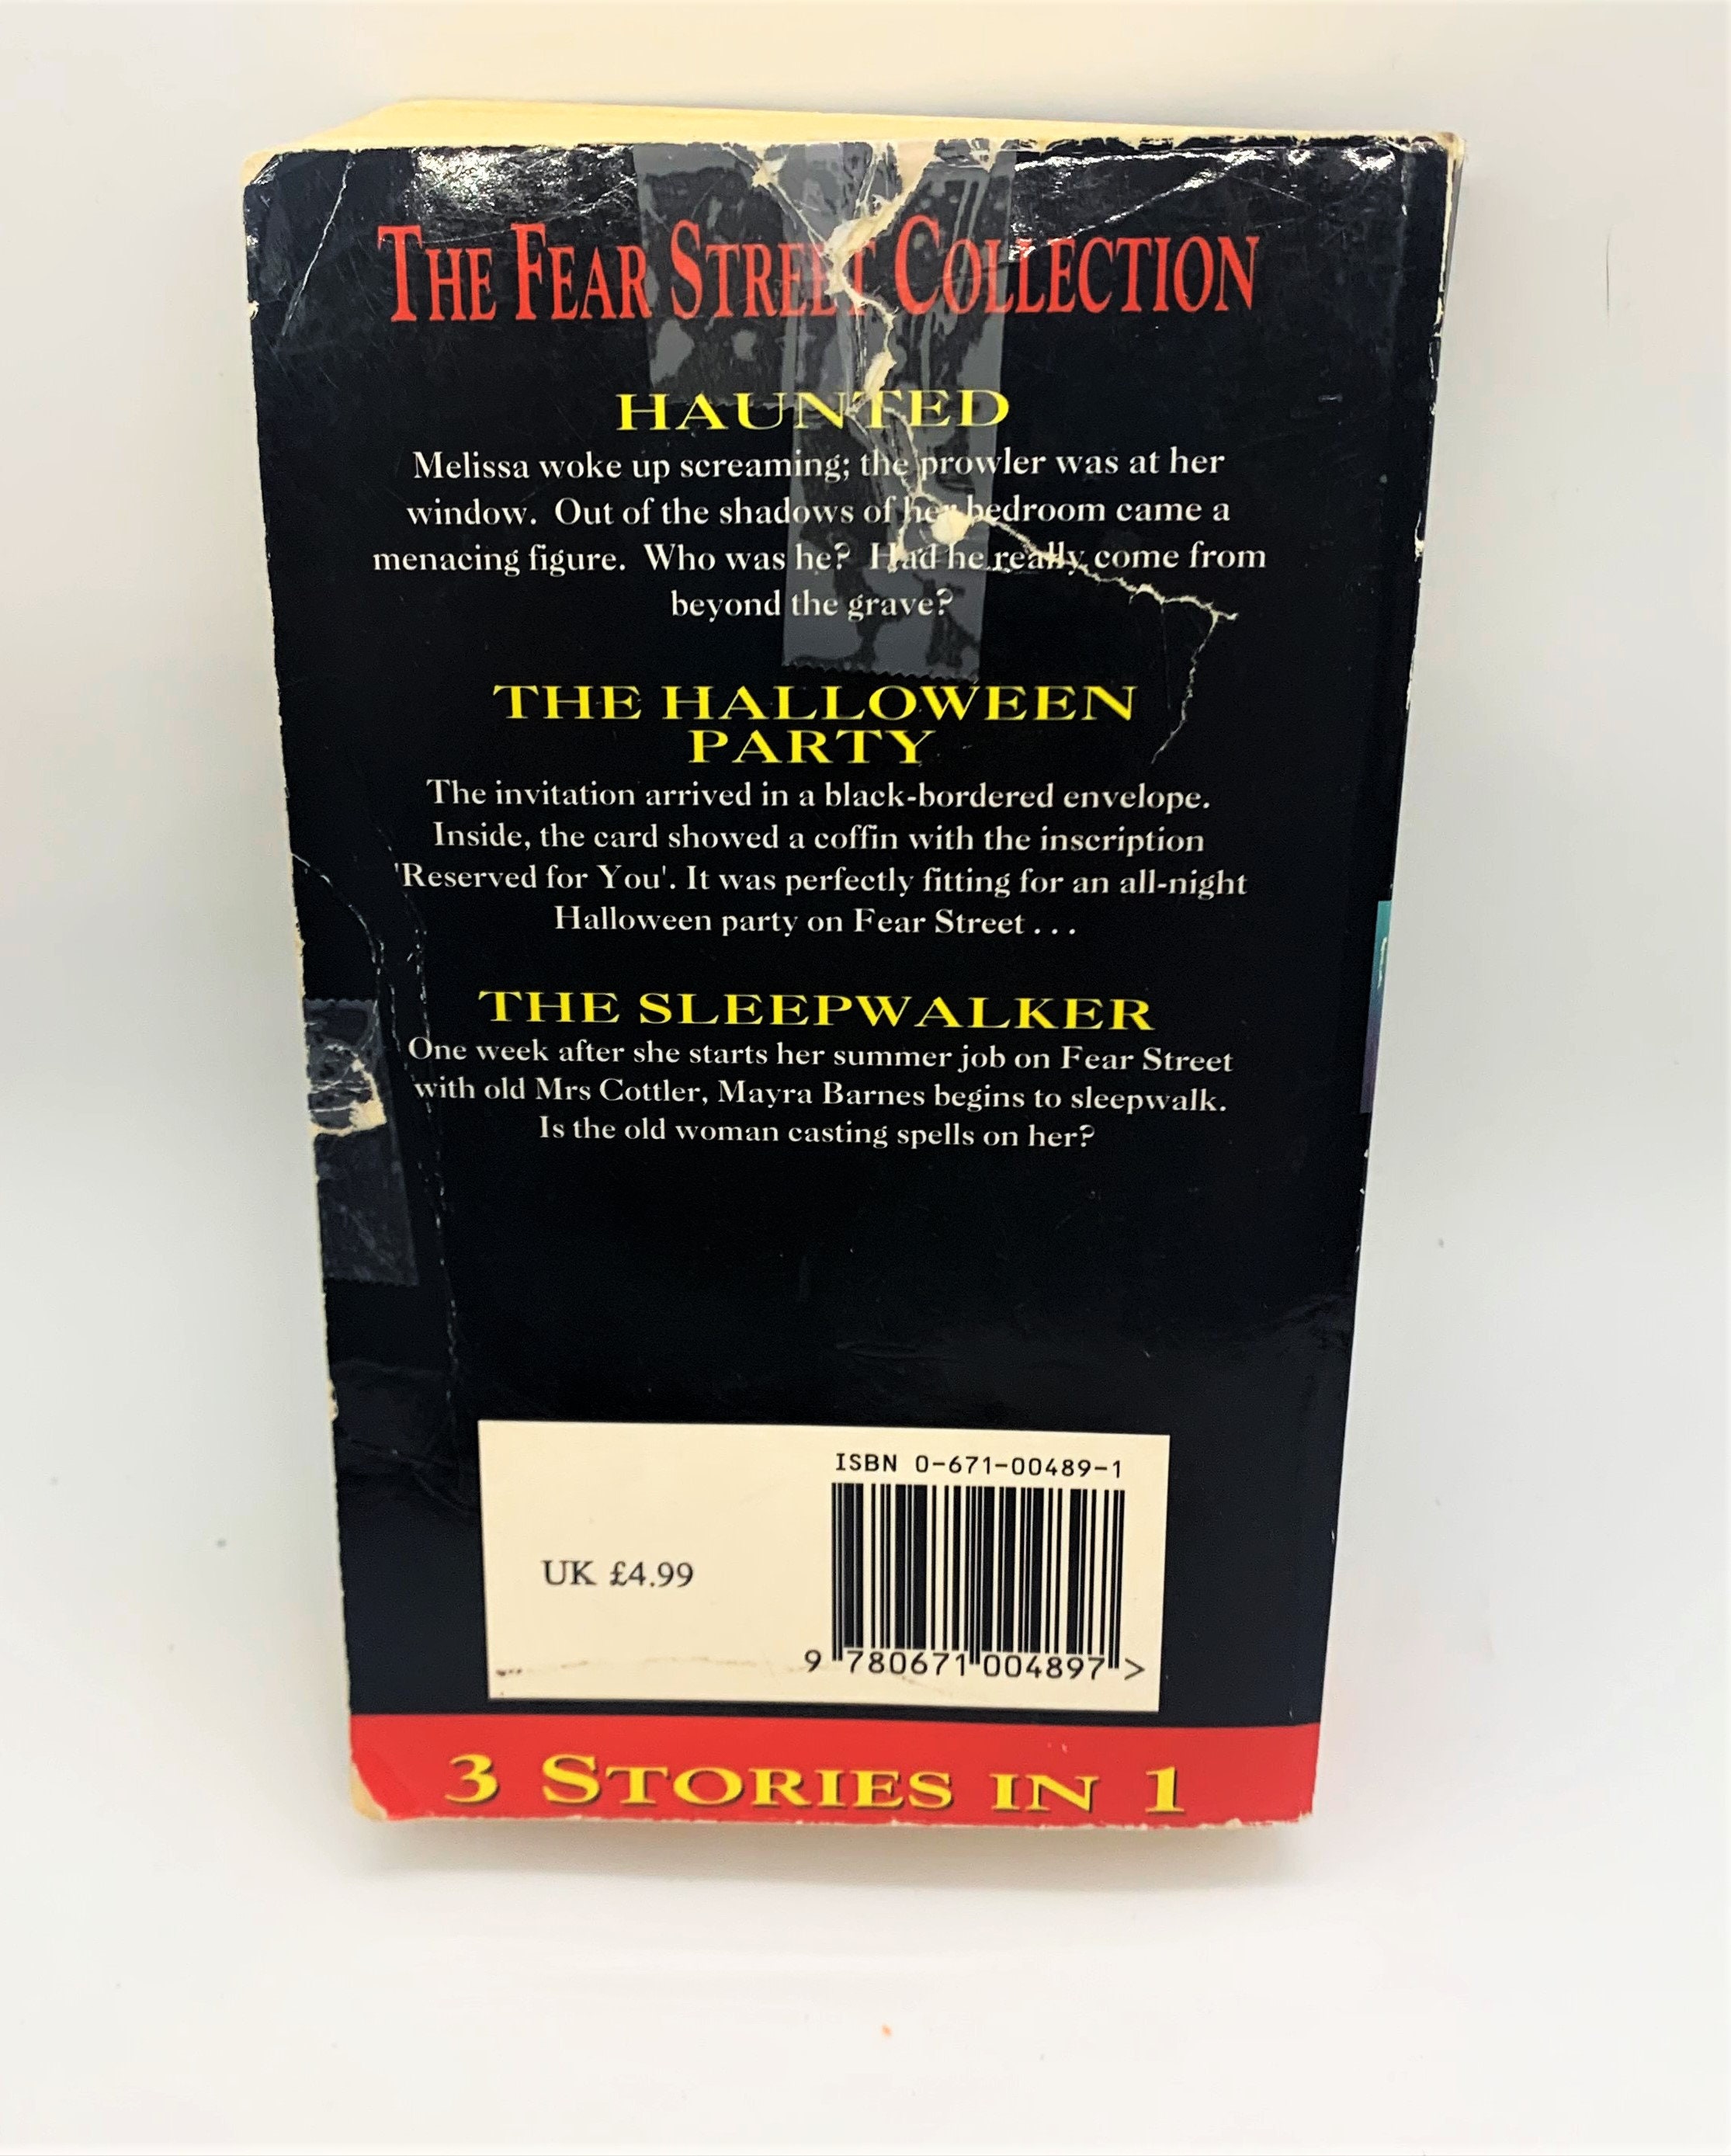 THE FEAR STREET COLLECTION
HAUNTED
Melissa woke up screaming; the prowler was at her
window. Out of the shadows of her bedroom came a
menacing figure. Who was he? Had he really come from
beyond the grave?
THE HALLOWEEN
PARTY
The invitation arrived in a black-bordered envelope.
Inside, the card showed a coffin with the inscription
'Reserved for You'. It was perfectly fitting for an all-night
Halloween party on Fear Street . . .
THE SLEEPWALKER
One week after she starts her summer job on Fear Street
with old Mrs Cottler, Mayra Barnes begins to sleepwalk.
Is the old woman casting spells on her?
ISBN 0-671-00489-1
UK £4.99
9 780671 004897 >
3 STORIES IN 1